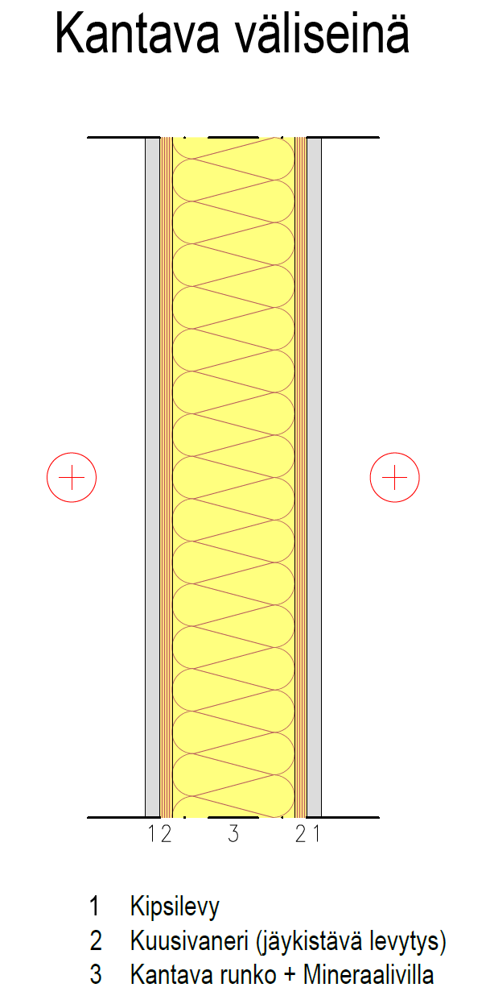 Kantava väliseinä
1 2 3 2 1
1 Kipsilevy
2 Kuusivaneri (jäykistävä levytys)
3 Kantava runko + Mineraalivilla